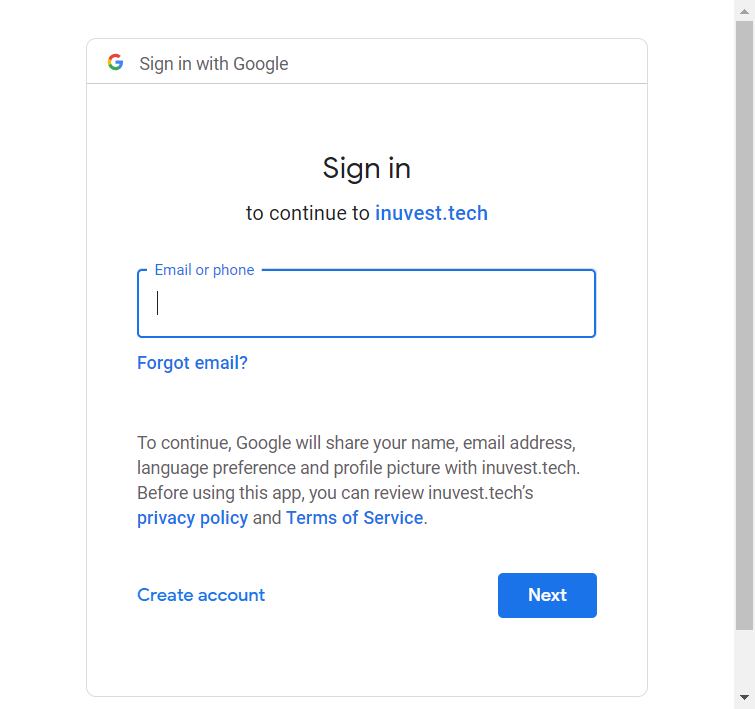 Sign in with Google
Sign in
to continue to inuvest.tech
Email or phone
Forgot email?
To continue, Google will share your name, email address,
language preference and profile picture with inuvest.tech.
Before using this app, you can review inuvest.tech’s
privacy policy and Terms of Service.
Create account
Next